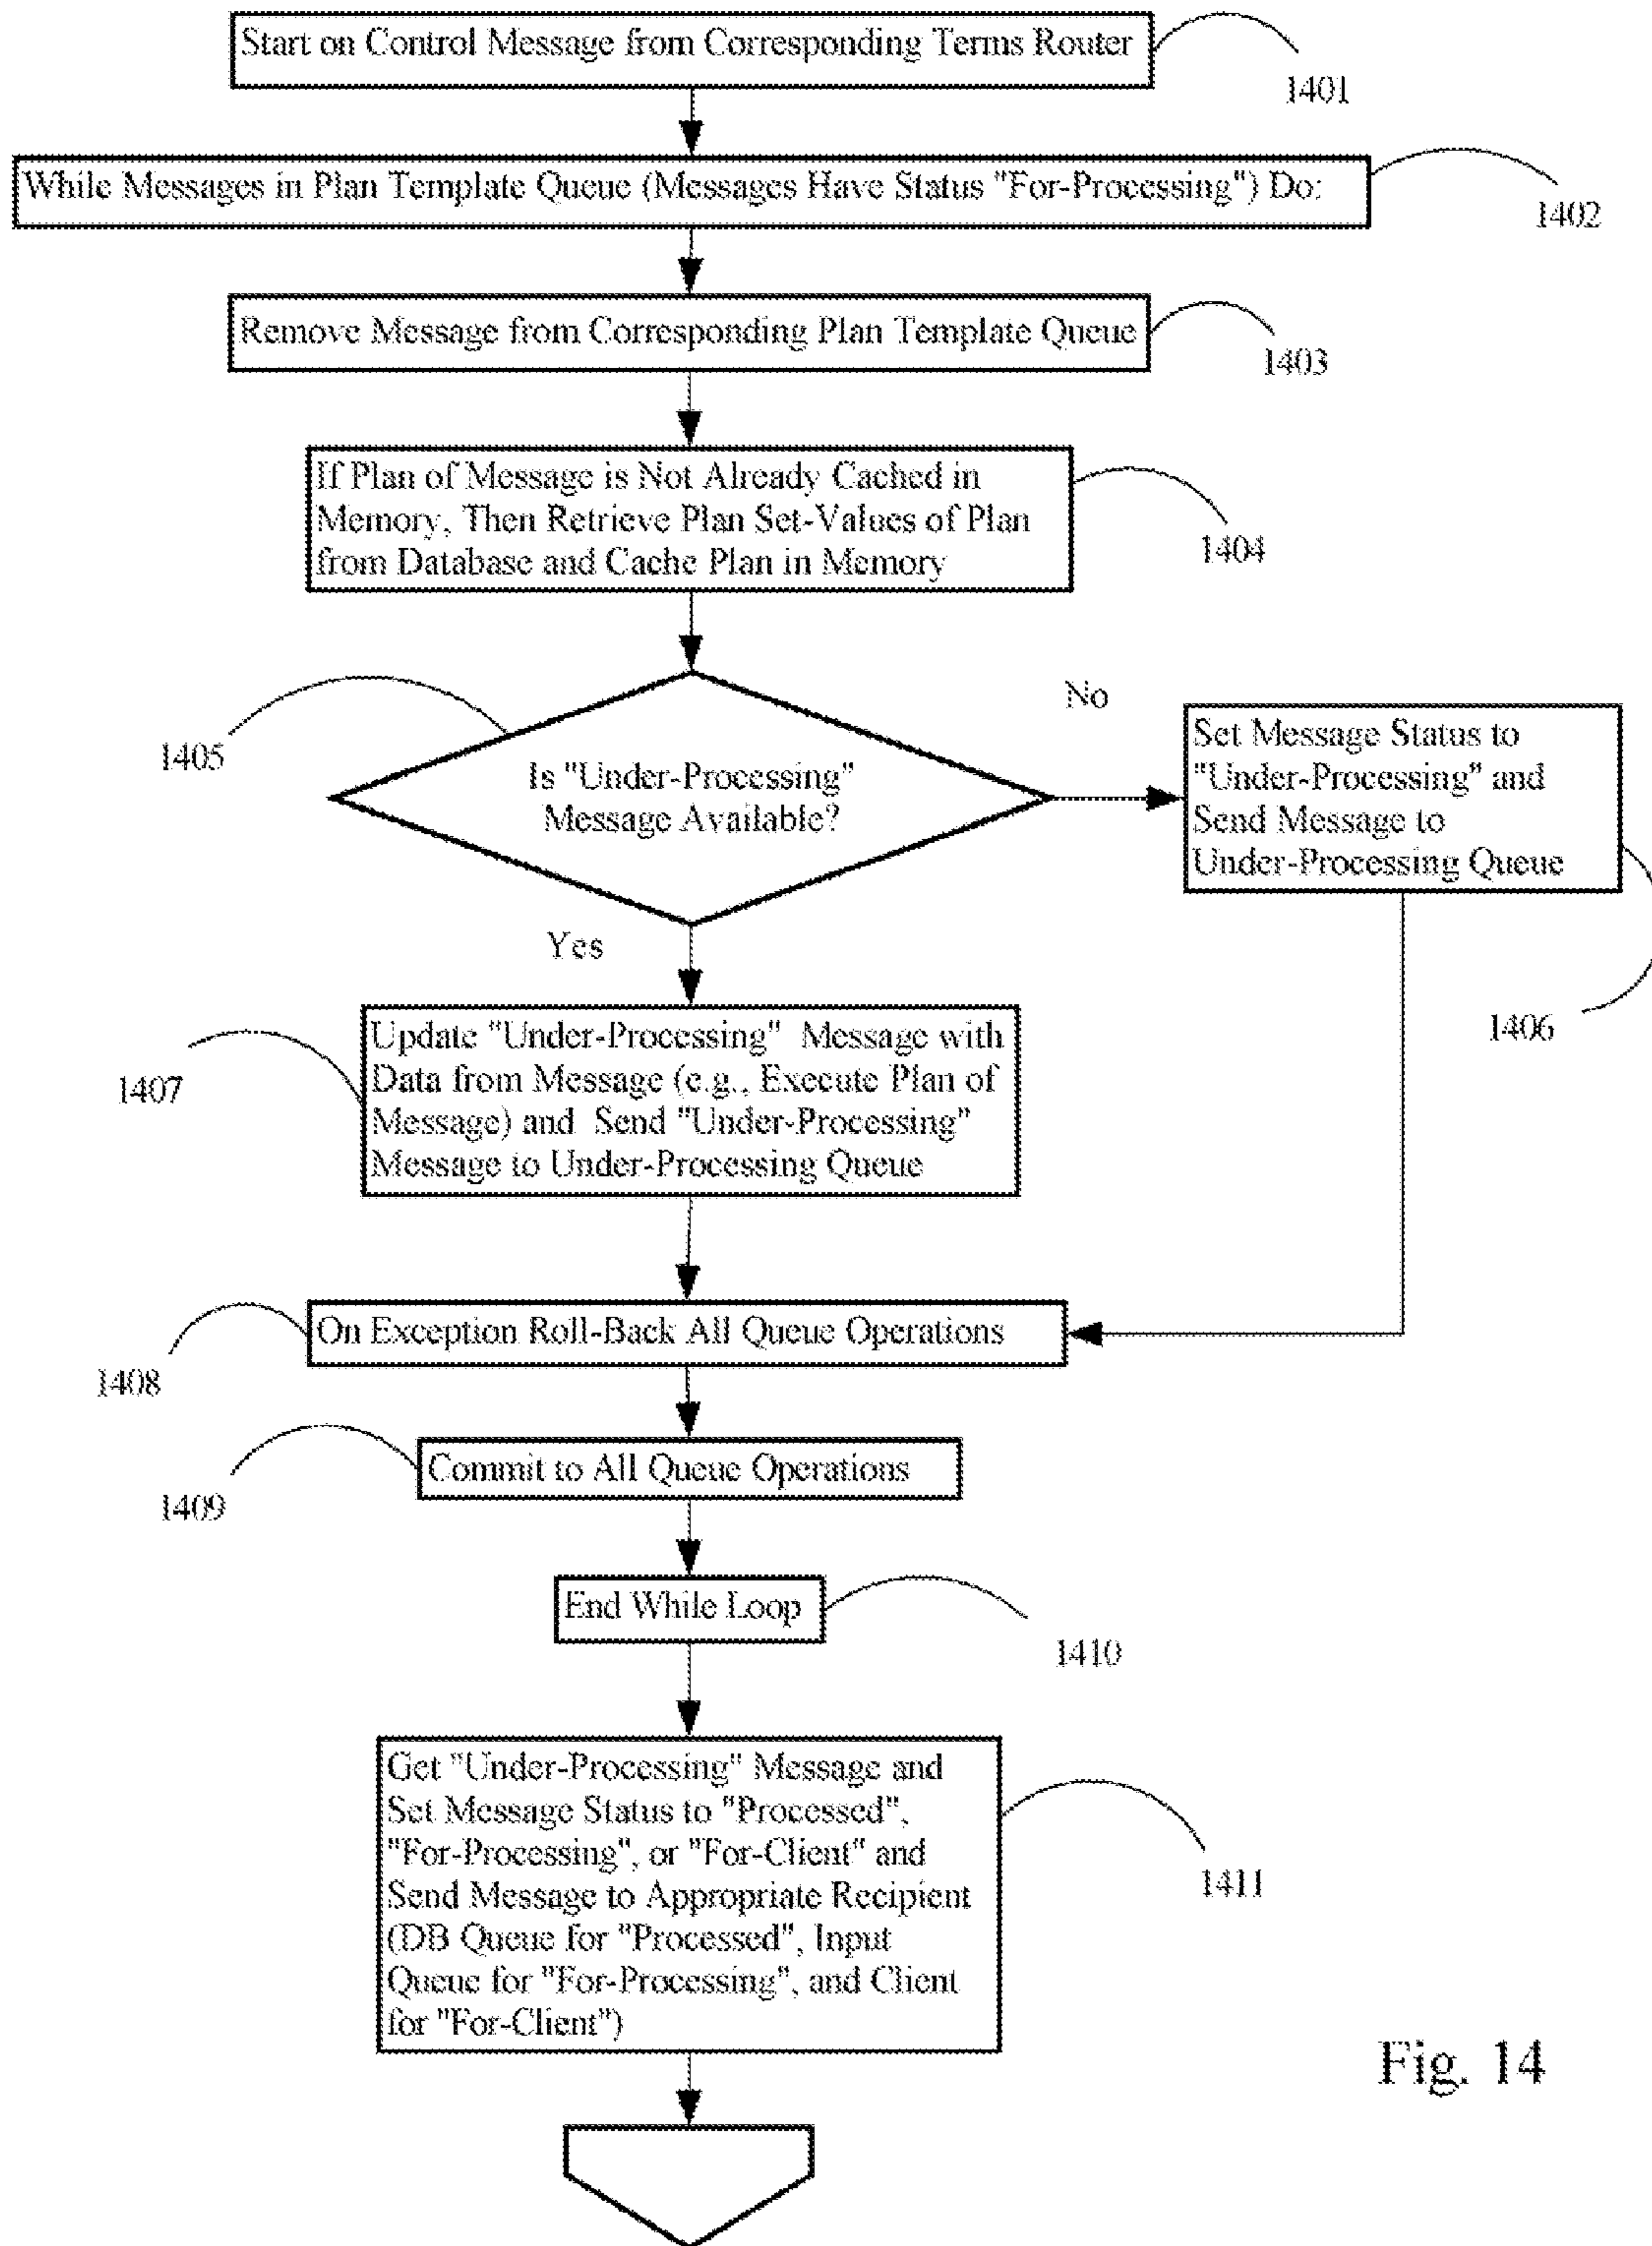 Start on Control Message from Corresponding Terms Router
1401
While Messages in Plan Template Queue (Messages Have Status "For-Processing") Do:
1402
Remove Message from Corresponding Plan Template Queue
1403
If Plan of Message is Not Already Cached in
Memory, Then Retrieve Plan Set-Values of Plan
from Database and Cache Plan in Memory
1404
1405
Is "Under-Processing"
Message Available?
No
Set Message Status to
"Under-Processing" and
Send Message to
Under-Processing Queue
1406
Yes
Update "Under-Processing" Message with
Data from Message (e.g., Execute Plan of
Message) and Send "Under-Processing"
Message to Under-Processing Queue
1407
On Exception Roll-Back All Queue Operations
1408
Commit to All Queue Operations
1409
End While Loop
1410
Get "Under-Processing" Message and
Set Message Status to "Processed",
"For-Processing", or "For-Client" and
Send Message to Appropriate Recipient
(DB Queue for "Processed", Input
Queue for "For-Processing", and Client
for "For-Client")
1411
Fig. 14